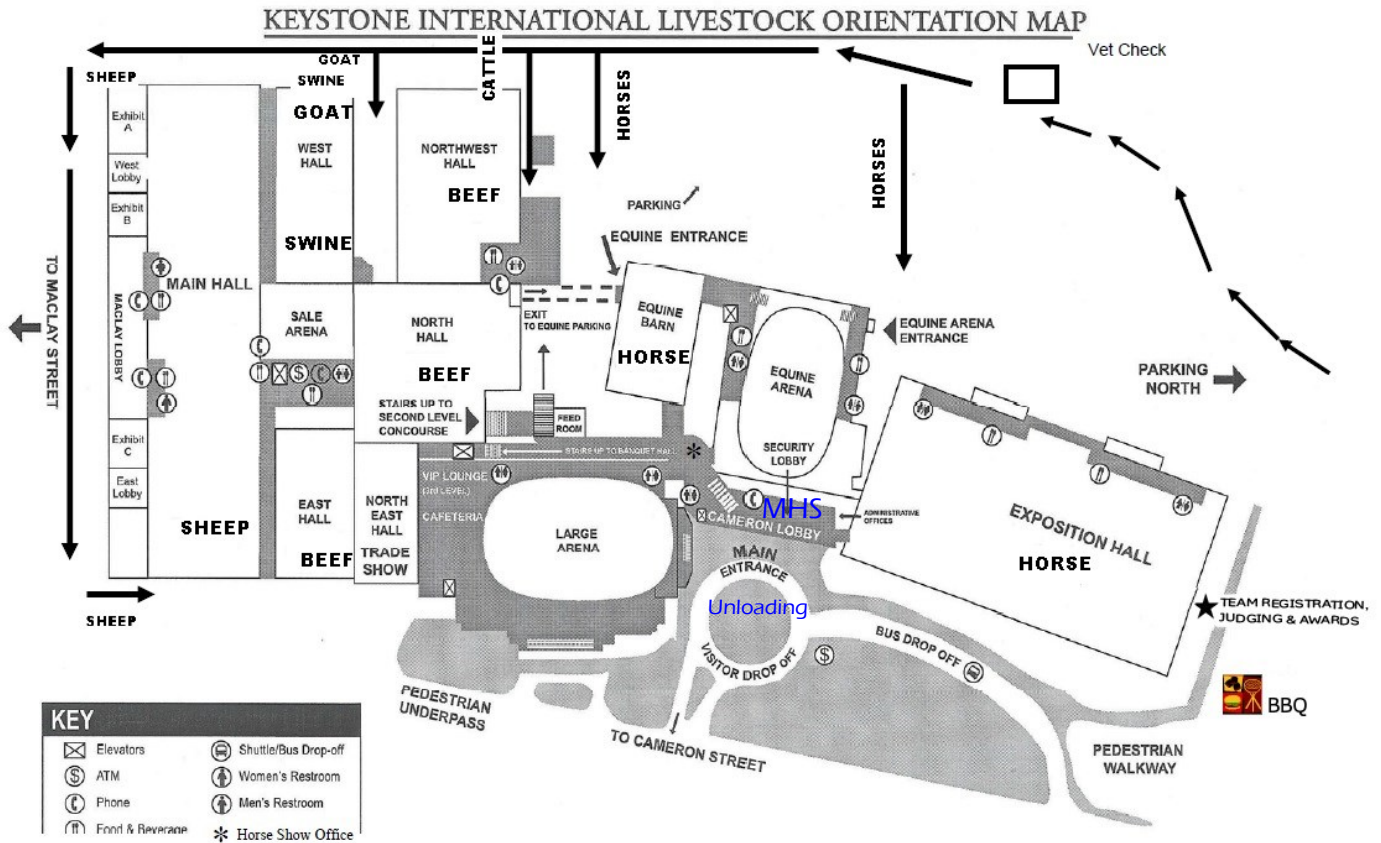 KEYSTONE INTERNATIONAL LIVESTOCK ORIENTATION MAP
Vet Check
SHEEP
GOAT
SWINE
GOAT
CATTLE
HORSES
HORSES
Exhibit
A
West
Lobby
Exhibit
B
MACLAY LOBBY
Exhibit
C
East
Lobby
TO MACLAY STREET
MAIN HALL
SHEEP
SHEEP
WEST
HALL
SWINE
NORTHWEST
HALL
BEEF
PARKING
EQUINE ENTRANCE
SALE
ARENA
NORTH
HALL
BEEF
EXIT
TO EQUINE PARKING
EQUINE
BARN
HORSE
EQUINE
ARENA
EQUINE ARENA
ENTRANCE
PARKING
NORTH
STAIRS UP TO
SECOND LEVEL
CONCOURSE
FEED
ROOM
STAIRS UP TO BANQUET HALL
SECURITY
LOBBY
VIP LOUNGE
(3rd LEVEL)
CAFETERIA
EAST
HALL
BEEF
NORTH
EAST
HALL
TRADE
SHOW
LARGE
ARENA
MHS
CAMERON LOBBY
ADMINISTRATIVE
OFFICES
EXPOSITION HALL
HORSE
MAIN
ENTRANCE
Unloading
VISITOR DROP OFF
BUS DROP OFF
$
$
TEAM REGISTRATION,
JUDGING & AWARDS
BBQ
PEDESTRIAN
UNDERPASS
TO CAMERON STREET
PEDESTRIAN
WALKWAY
KEY
Elevators
$ ATM
Phone
Food & Beverage
Shuttle/Bus Drop-off
Women's Restroom
Men's Restroom
* Horse Show Office